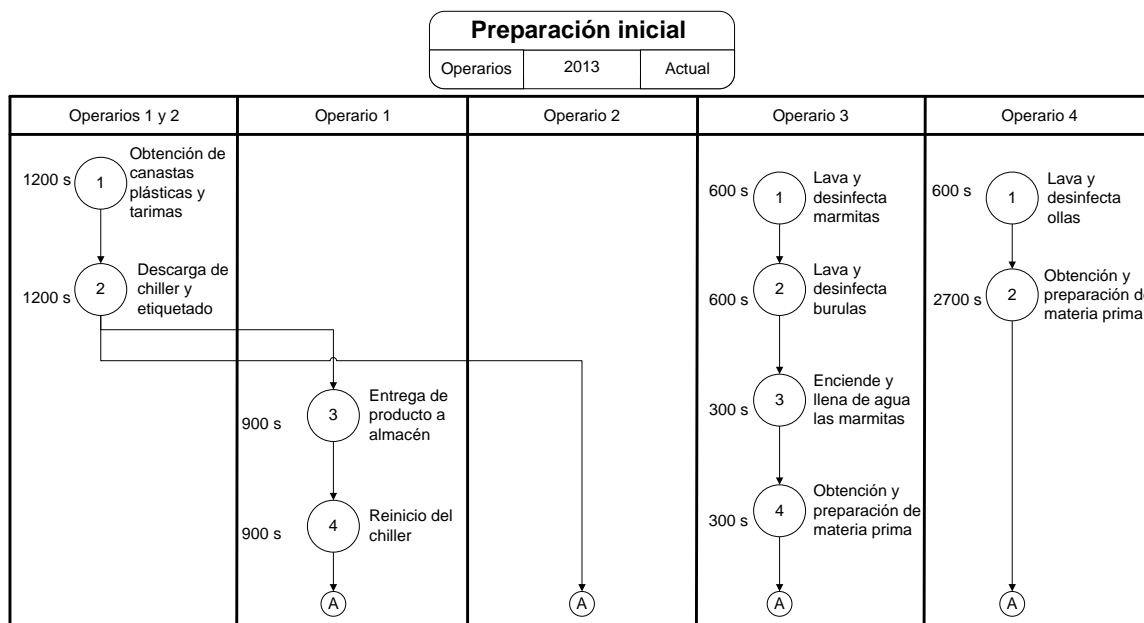 Preparación inicial
Operarios
2013
Actual
Operarios 1 y 2
Operario 1
Operario 2
Operario 3
Operario 4
1200 s
1
Obtención de
canastas
plásticas y
tarimas
1200 s
2
Descarga de
chiller y
etiquetado
900 s
3
Entrega de
producto a
almacén
900 s
4
Reinicio del
chiller
A
A
600 s
1
Lava y
desinfecta
marmitas
600 s
2
Lava y
desinfecta
burulas
300 s
3
Enciende y
llena de agua
las marmitas
300 s
4
Obtención y
preparación de
materia prima
A
600 s
1
Lava y
desinfecta
ollas
2700 s
2
Obtención y
preparación de
materia prima
A